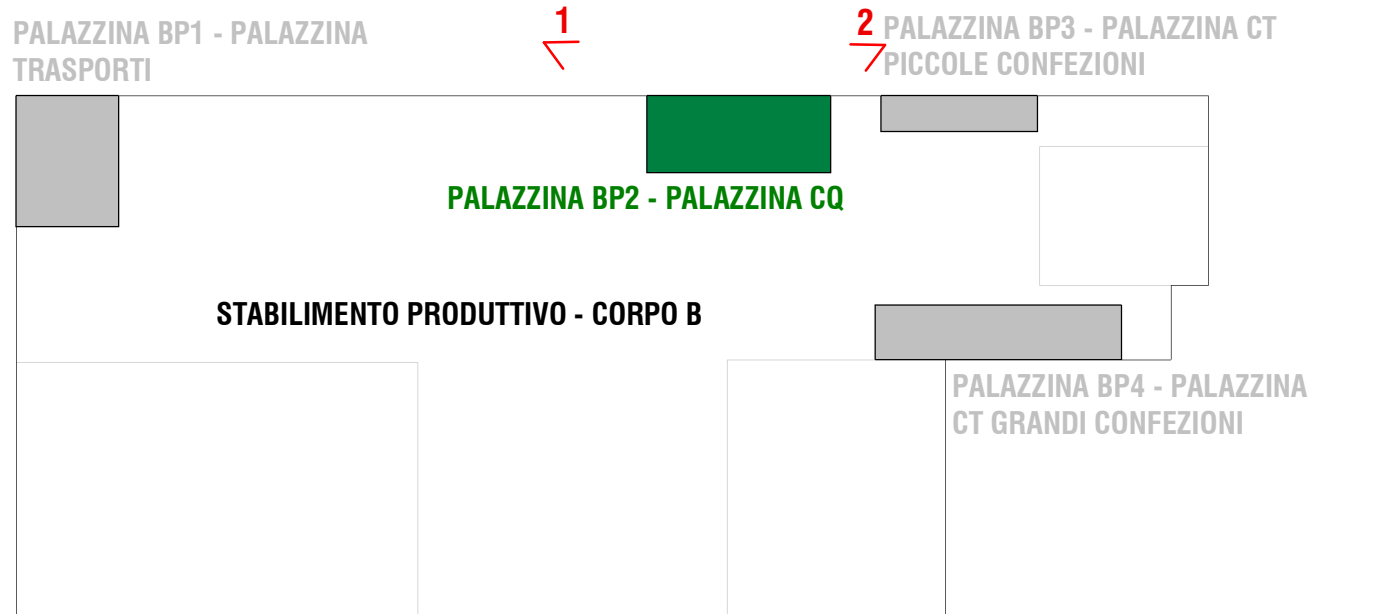 1
2
PALAZZINA BP1 - PALAZZINA
TRASPORTI
PALAZZINA BP3 - PALAZZINA CT
PICCOLE CONFEZIONI
PALAZZINA BP2 - PALAZZINA CQ
STABILIMENTO PRODUTTIVO - CORPO B
PALAZZINA BP4 - PALAZZINA
CT GRANDI CONFEZIONI